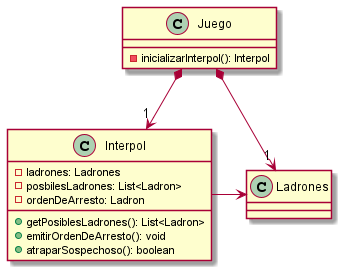 C Juego
inicializarInterpol(): Interpol
1
1
C Interpol
ladrones: Ladrones
posbilesLadrones: List<Ladron>
ordenDeArresto: Ladron
getPosiblesLadrones(): List<Ladron>
emitirOrdenDeArresto(): void
atraparSospechoso(): boolean
C Ladrones